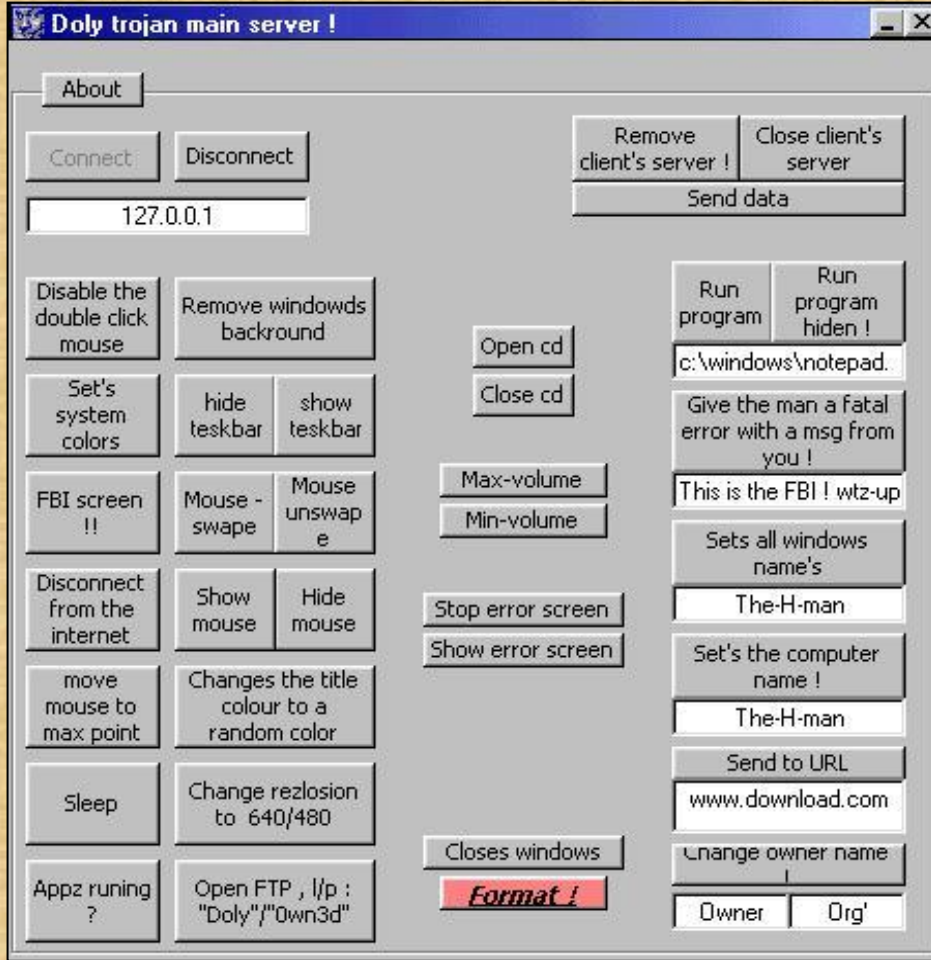 Doly trojan main server !
About
Connect
Disconnect
Remove
client's server !
Close client's
server
Send data
127.0.0.1
Disable the
double click
mouse
Remove windowds
backround
Open cd
Close cd
Run
program
Run
program
hiden !
c:\windows\notepad.
Set's
system
colors
hide
teskbar
show
teskbar
Give the man a fatal
error with a msg from
you !
This is the FBI ! wtz-up
FBI screen
!!
Mouse -
swape
Mouse
unswap
e
Max-volume
Min-volume
Sets all windows
name's
The-H-man
Disconnect
from the
internet
Show
mouse
Hide
mouse
Stop error screen
Show error screen
Set's the computer
name !
The-H-man
move
mouse to
max point
Changes the title
colour to a
random color
Send to URL
www.download.com
Sleep
Change rezlosion
to 640/480
Closes windows
Format !
Change owner name
!
Owner
Org'
Appz runing
?
Open FTP , l/p :
"Doly"/"0wn3d"